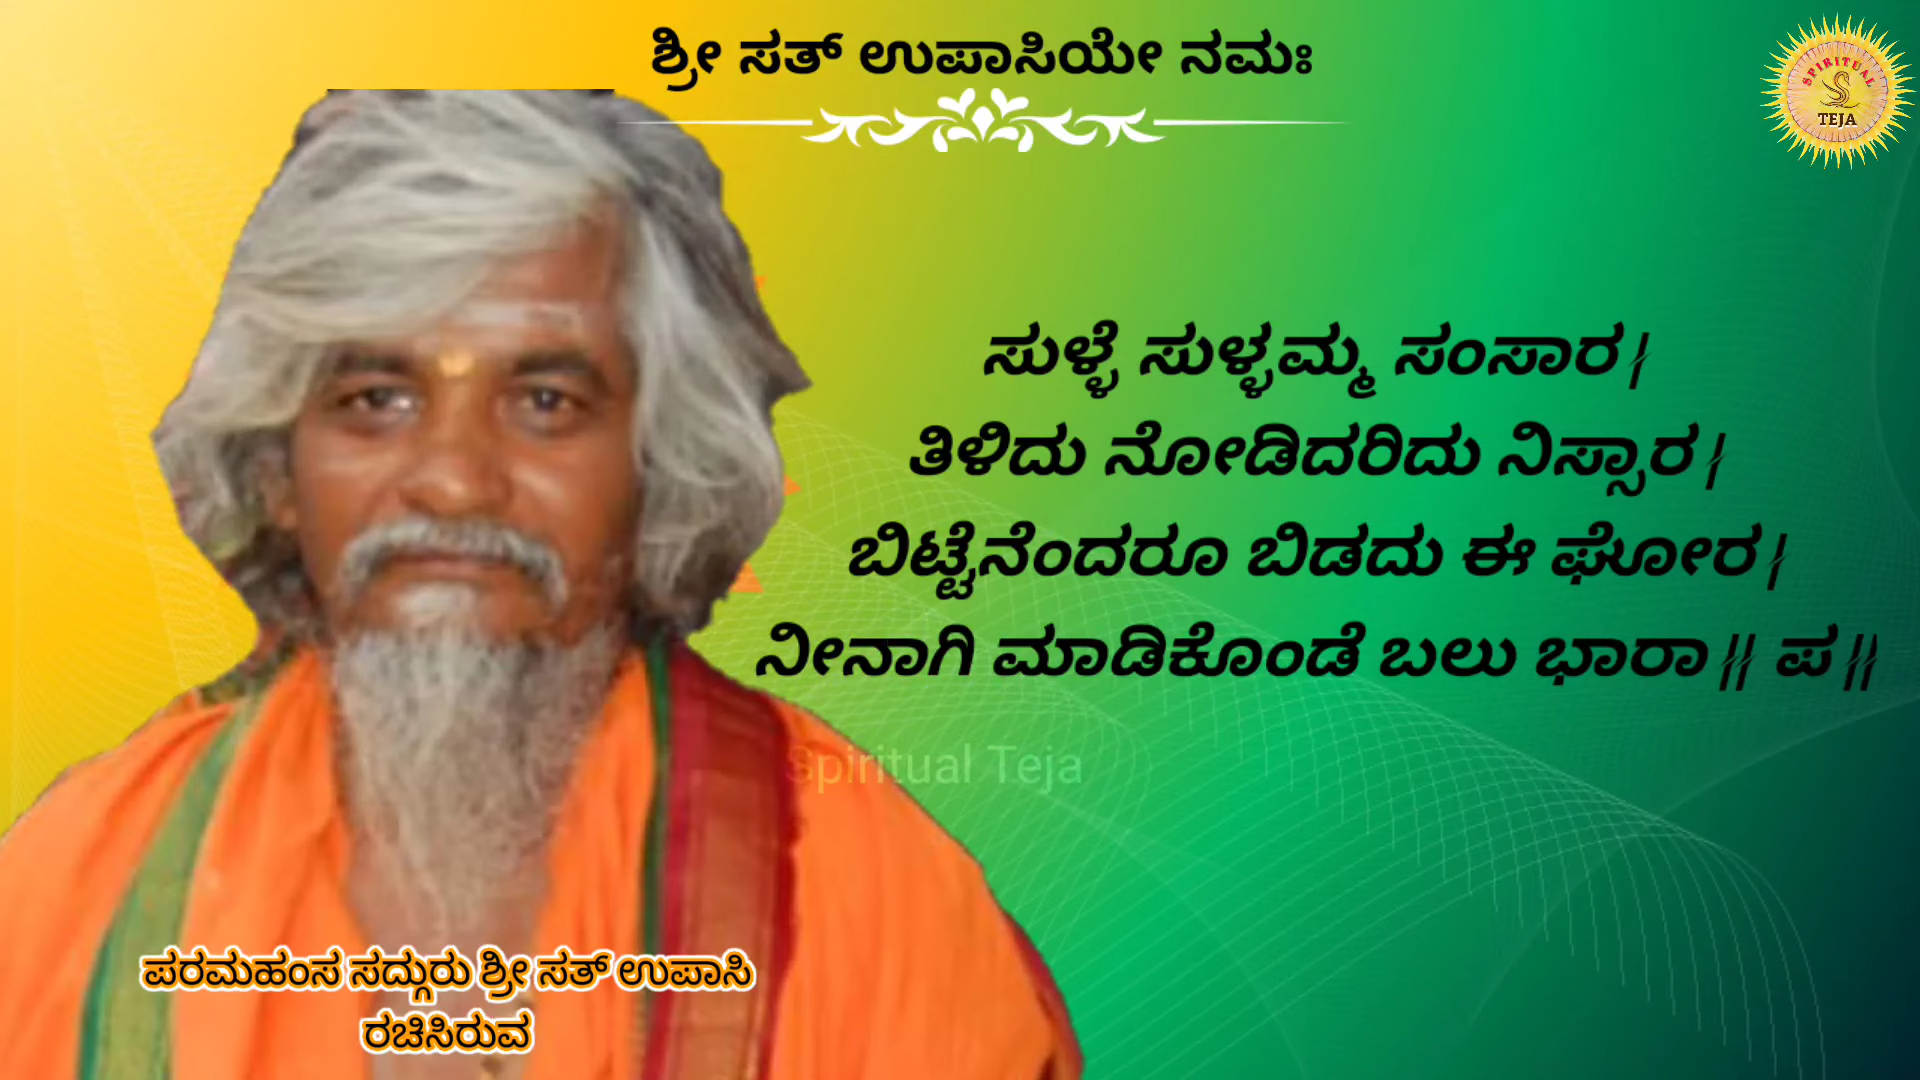 ಶ್ರೀ ಸತ್ ಉಪಾಸಿಯೇ ನಮಃ
SPIRITUAL
TEJA
ಸುಳ್ಳೆ ಸುಳ್ಳಮ್ಮ ಸಂಸಾರ|
ತಿಳಿದು ನೋಡಿದರಿದು ನಿಸ್ಸಾರ|
ಬಿಟ್ಟೆನೆಂದರೂ ಬಿಡದು ಈ ಘೋರ|
ನೀನಾಗಿ ಮಾಡಿಕೊಂಡೆ ಬಲು ಭಾರಾ|| ಪ||
Spiritual Teja
ಪರಮಹಂಸ ಸದ್ಗುರು ಶ್ರೀ ಸತ್ ಉಪಾಸಿ
ರಚಿಸಿರುವ